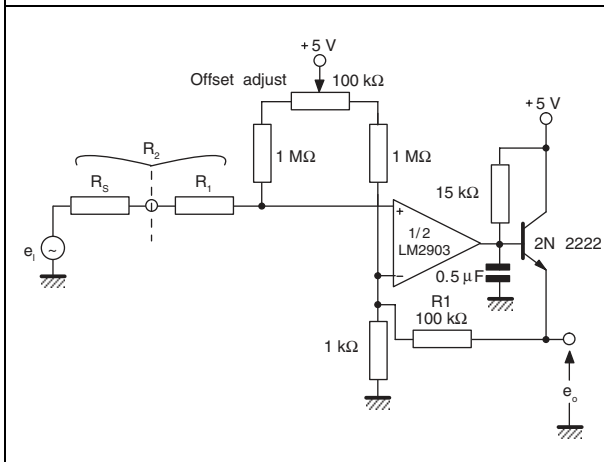 +5 V
Offset adjust
100 kΩ
+5 V
R2
1 MΩ
1 MΩ
15 kΩ
RS
R1
+
1/2
LM2903
2N 2222
eI
~
−
0.5 μF
R1
100 kΩ
1 kΩ
eo